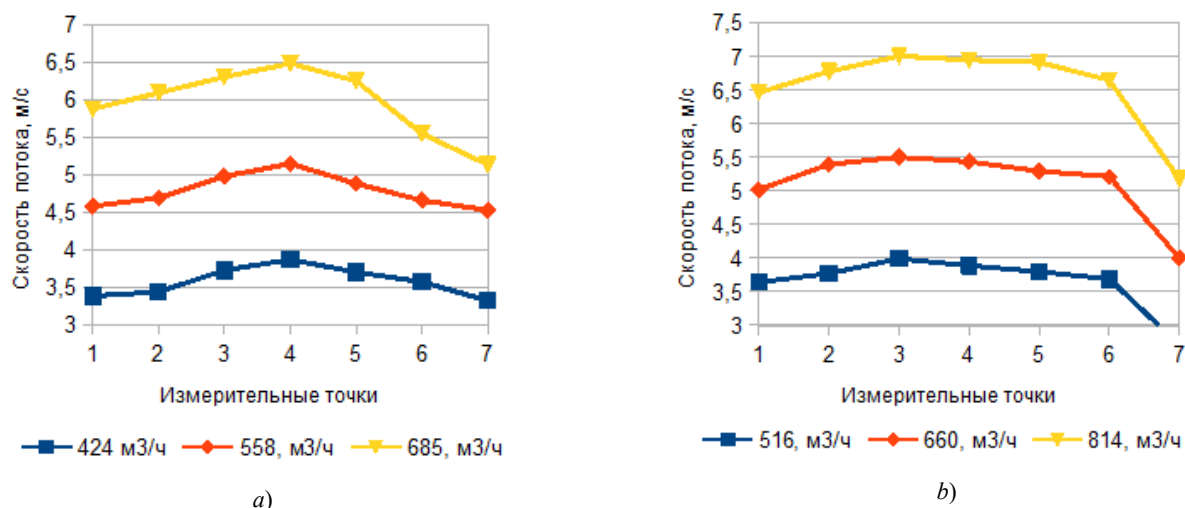 7
6,5
6
5,5
5
4,5
4
3,5
3
Скорость потока, м/с
1 2 3 4 5 6 7
Измерительные точки
424 м3/ч 558, м3/ч 685, м3/ч
a)
7,5
7
6,5
6
5,5
5
4,5
4
3,5
3
Скорость потока, м/с
1 2 3 4 5 6 7
Измерительные точки
516, м3/ч 660, м3/ч 814, м3/ч
b)